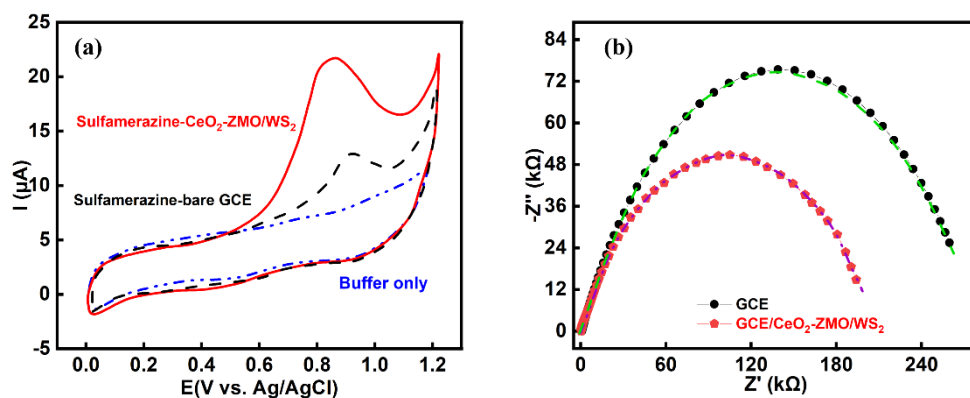 (a)
25
20
15
10
5
0
-5
I (µA)
Sulfamerazine-CeO₂-ZMO/WS₂
Sulfamerazine-bare GCE
Buffer only
0.0 0.2 0.4 0.6 0.8 1.0 1.2
E(V vs. Ag/AgCl)
(b)
-84
72
60
48
36
24
12
0
-Z'' (kΩ)
GCE
GCE/CeO₂-ZMO/WS₂
0 60 120 180 240
Z' (kΩ)